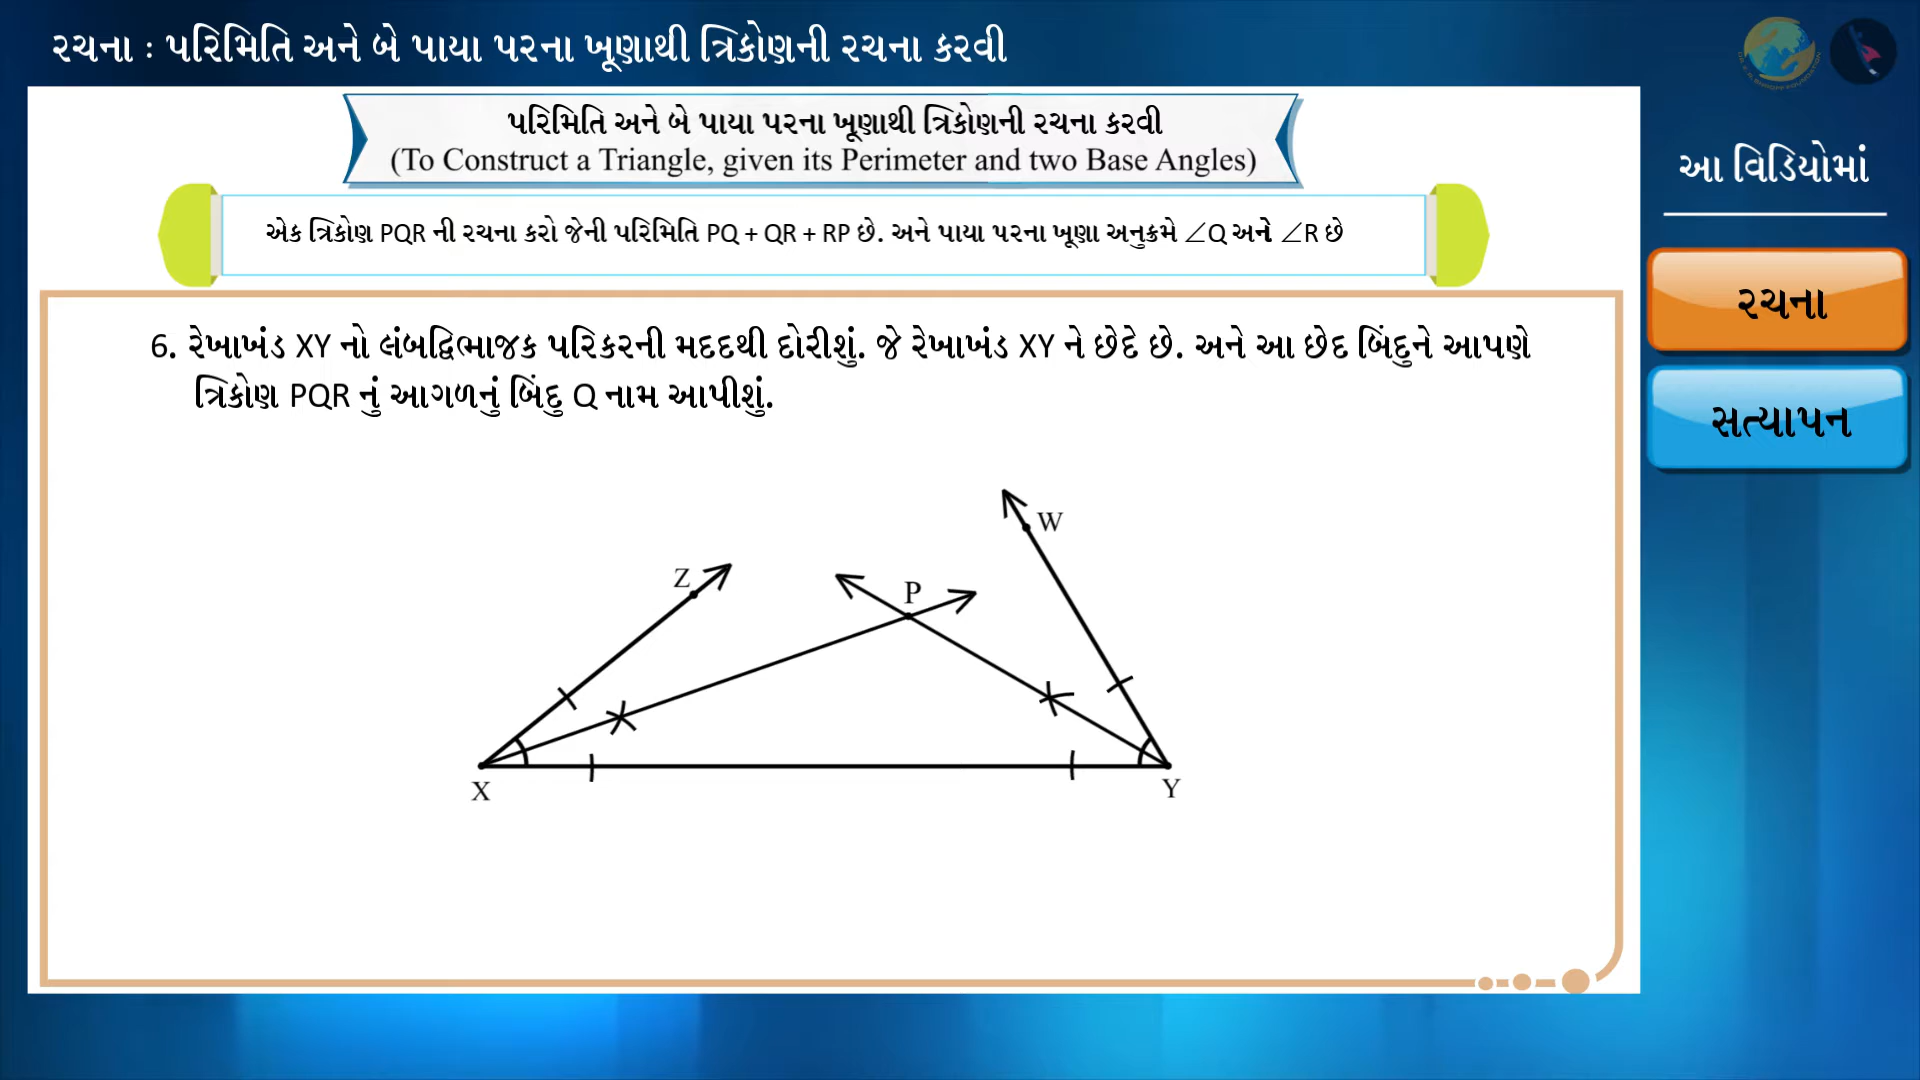 રચના : પરિમિતિ અને બે પાયા પરના ખૂણાથી ત્રિકોણની રચના કરવી
પરિમિતિ અને બે પાયા પરના ખૂણાથી ત્રિકોણની રચના કરવી
(To Construct a Triangle, given its Perimeter and two Base Angles)
આ વિડિયોમાં
એક ત્રિકોણ PQR ની રચના કરો જેની પરિમિતિ PQ + QR + RP છે. અને પાયા પરના ખૂણા અનુક્રમે ∠Q અને ∠R છે
રચના
સત્યાપન
6. રેખાખંડ XY નો લંબદ્વિભાજક પરિકરની મદદથી દોરીશું. જે રેખાખંડ XY ને છેદે છે. અને આ છેદ બિંદુને આપણે
ત્રિકોણ PQR નું આગળનું બિંદુ Q નામ આપીશું.
W
Z
P
X
Y